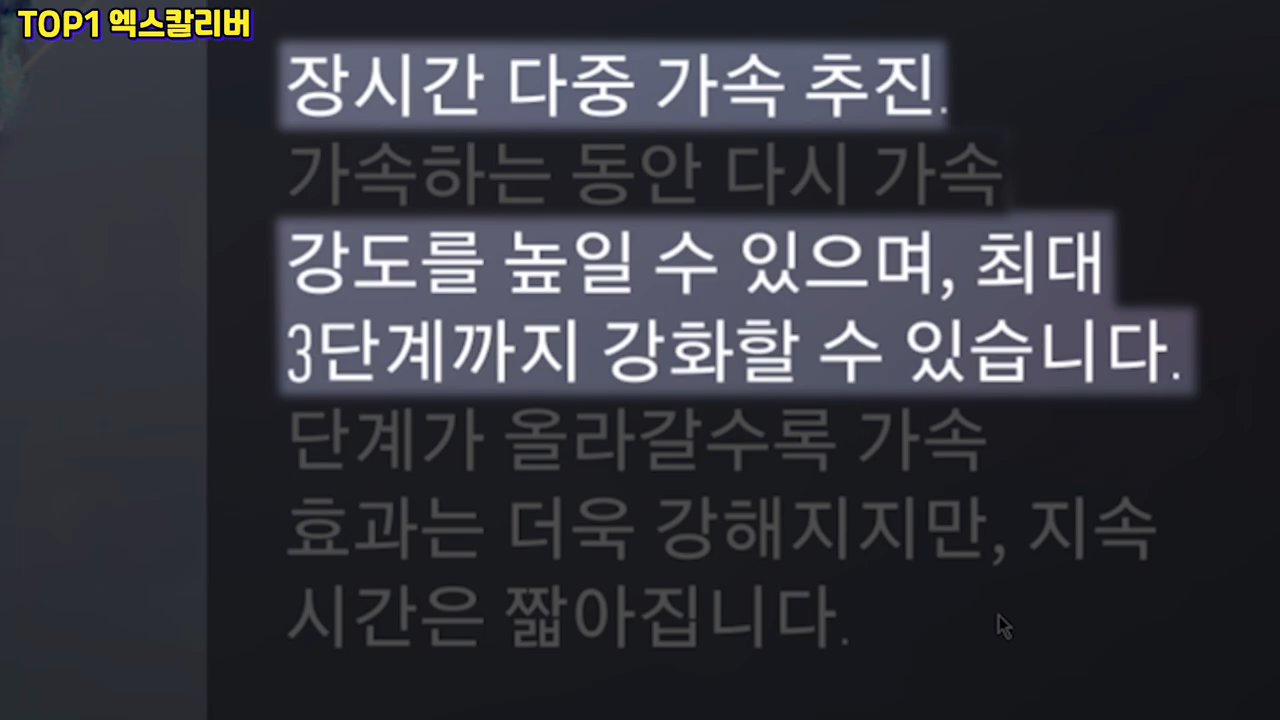 TOP1 엑스칼리버
장시간 다중 가속 추진.
가속하는 동안 다시 가속
강도를 높일 수 있으며, 최대
3단계까지 강화할 수 있습니다.
단계가 올라갈수록 가속
효과는 더욱 강해지지만, 지속
시간은 짧아집니다.